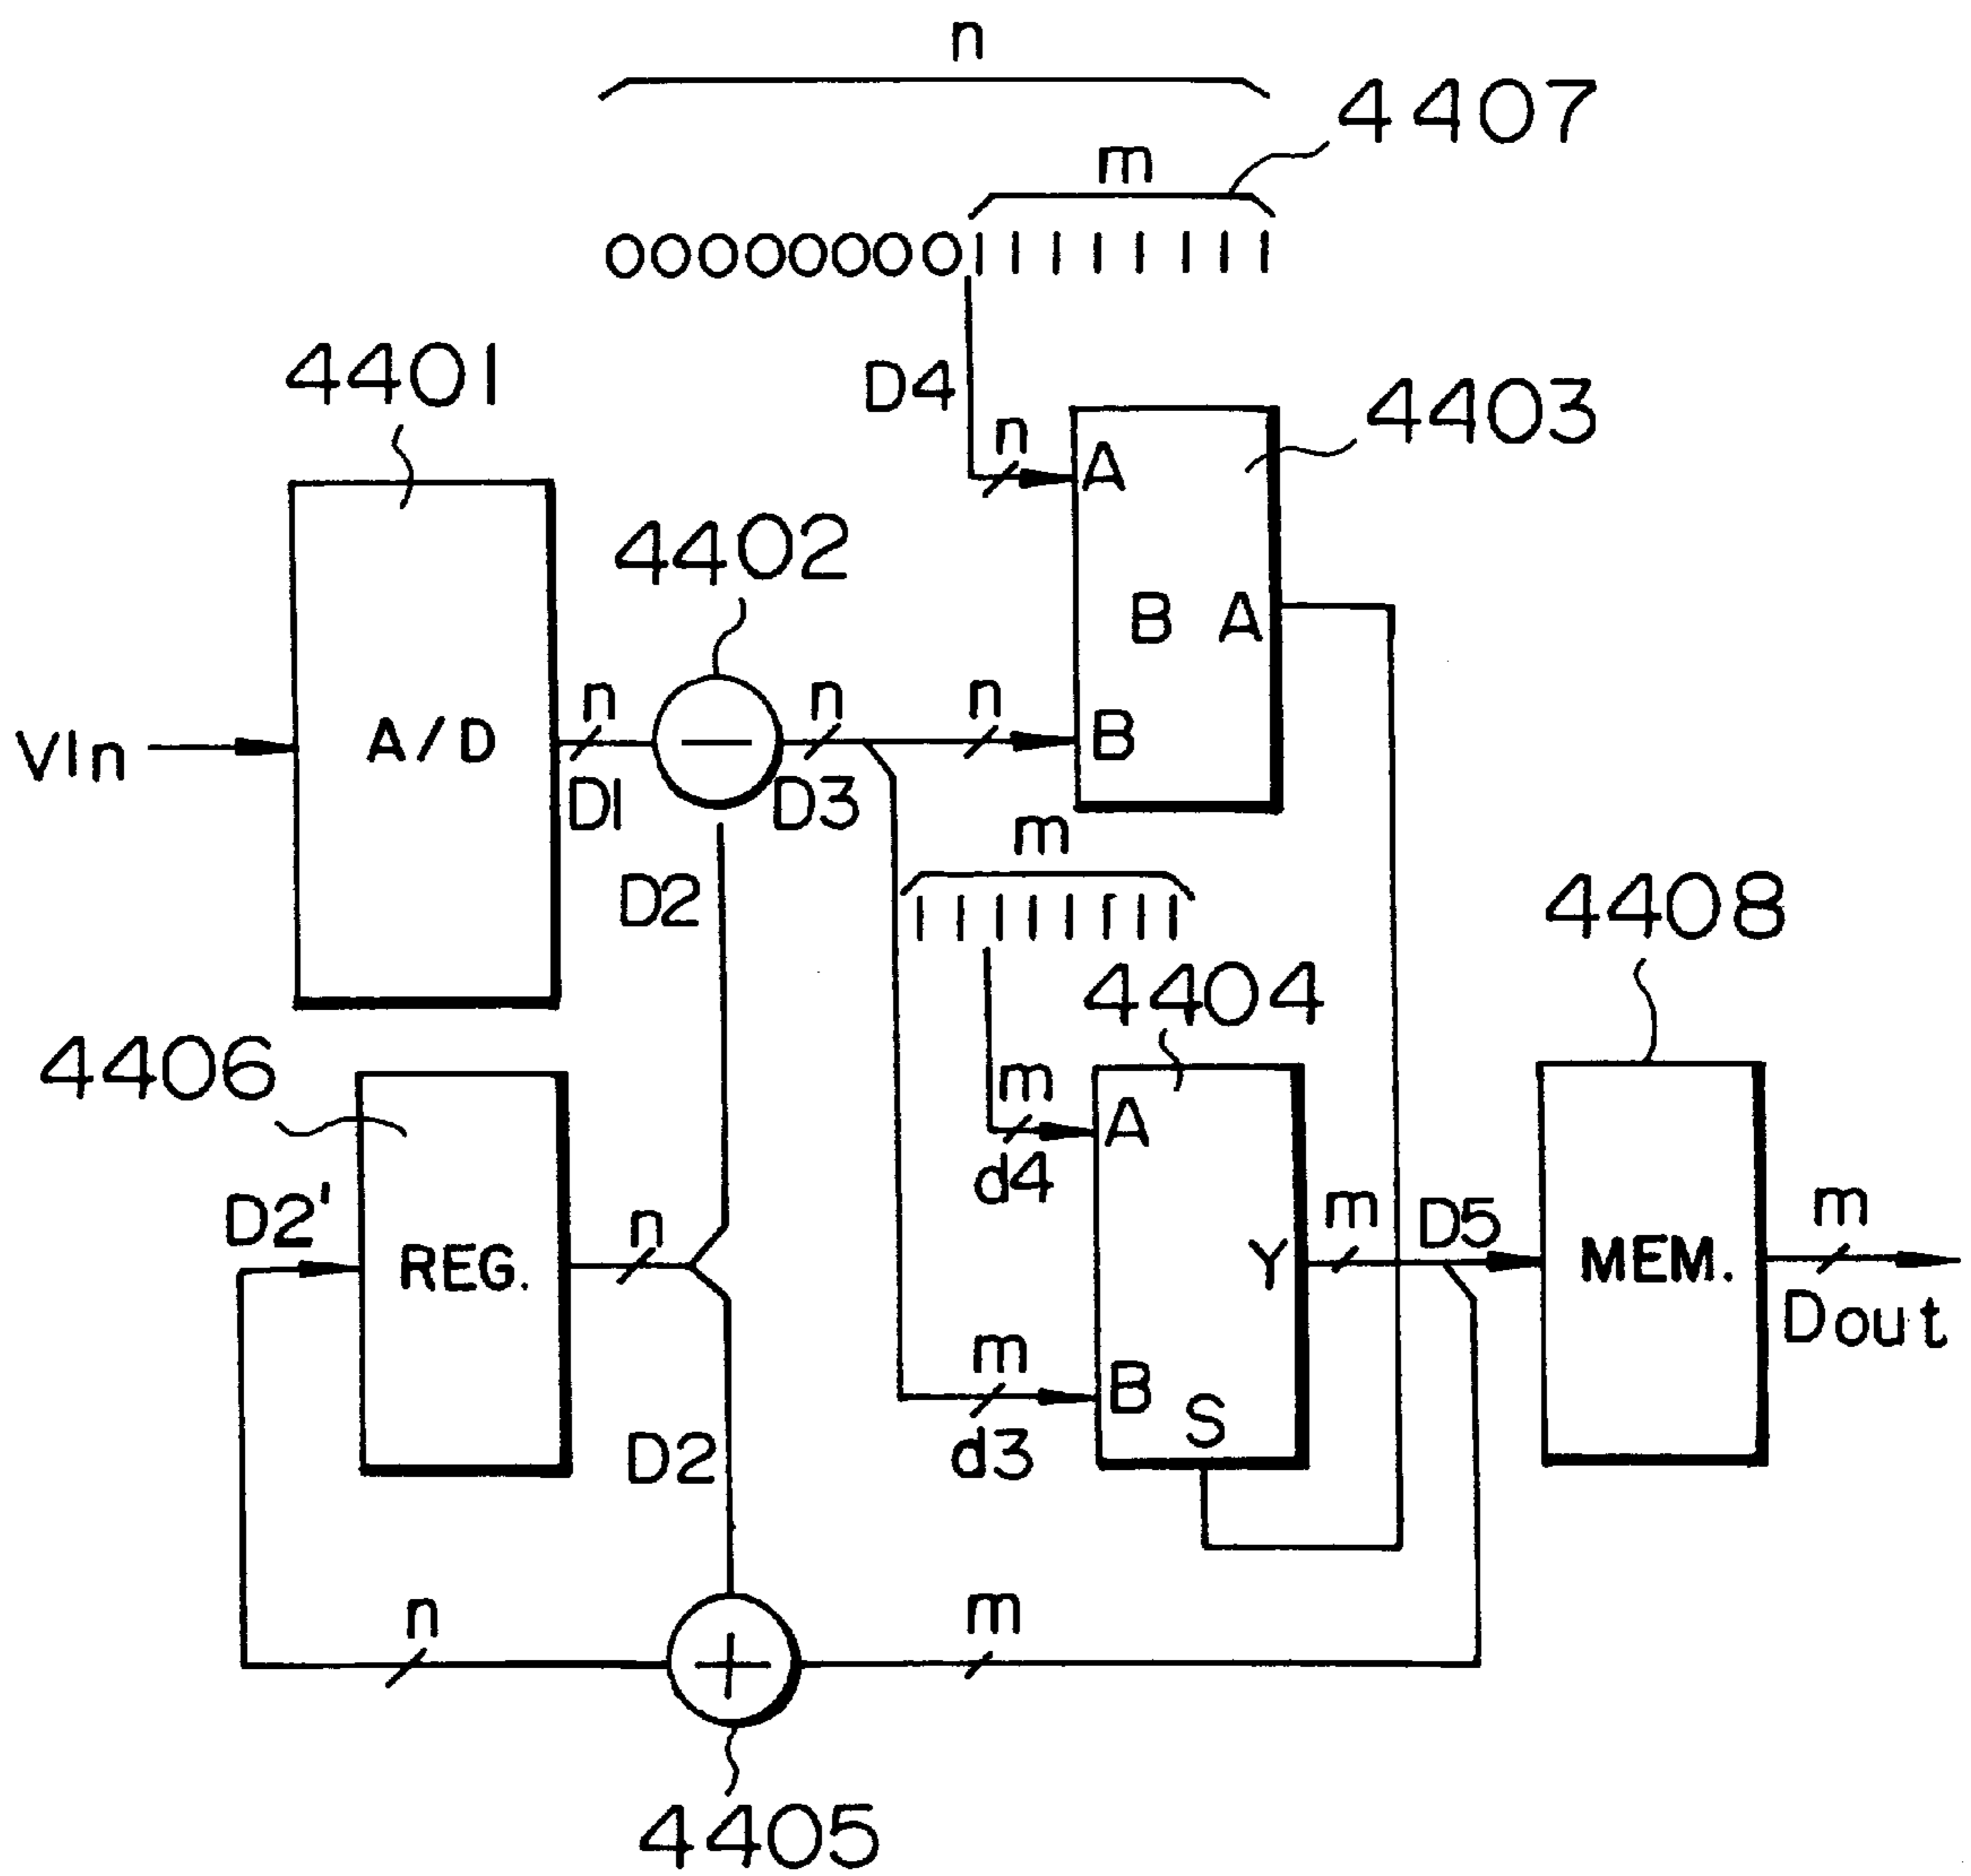 n
4407
m
0000000011111111
4401
D4
4403
n
A
4402
B A
VIn
A/D
n
n
n
B
D1
D3
m
D2
11111111
4408
4404
4406
m
A
d4
D2'
n
m
D5
m
REG.
Y
MEM.
Dout
m
B
S
D2
d3
n
m
4405